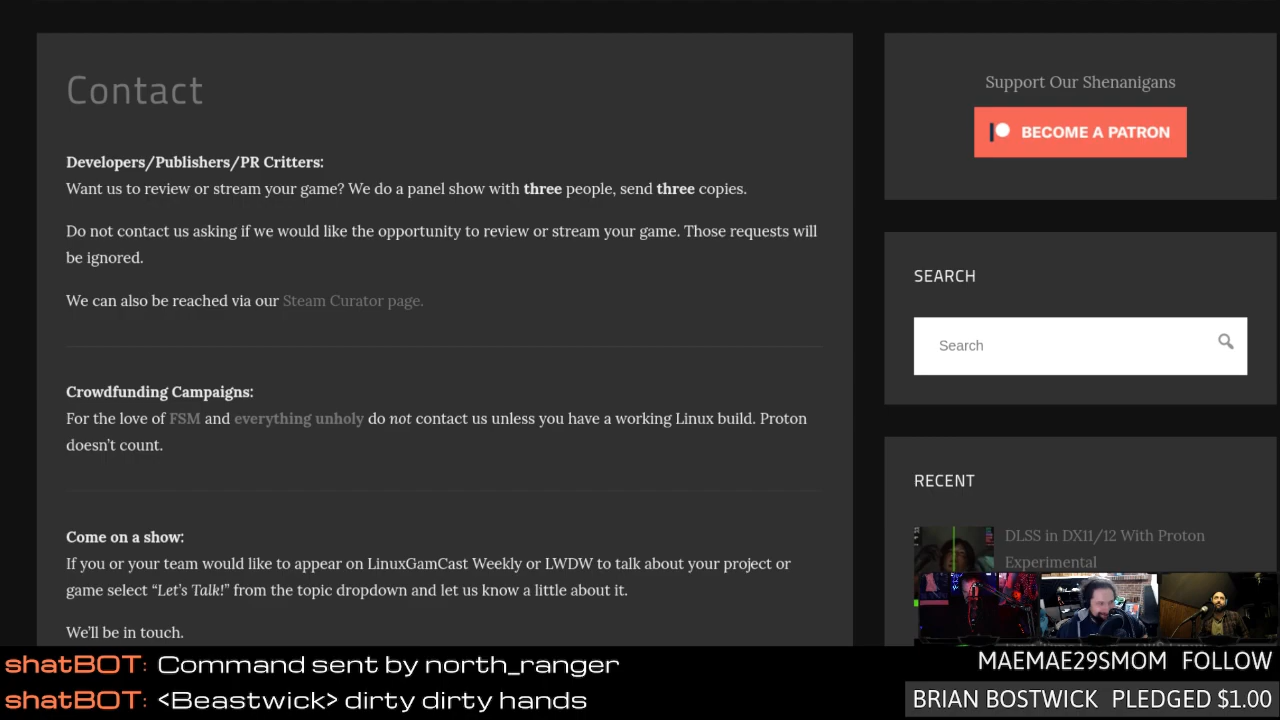 Contact
Developers/Publishers/PR Critters:
Want us to review or stream your game? We do a panel show with three people, send three copies.
Do not contact us asking if we would like the opportunity to review or stream your game. Those requests will
be ignored.
We can also be reached via our Steam Curator page.
Crowdfunding Campaigns:
For the love of FSM and everything unholy do not contact us unless you have a working Linux build. Proton
doesn't count.
Come on a show:
If you or your team would like to appear on LinuxGamCast Weekly or LWDW to talk about your project or
game select “Let's Talk!” from the topic dropdown and let us know a little about it.
We'll be in touch.
Support Our Shenanigans
BECOME A PATRON
SEARCH
Search
RECENT
DLSS in DX11/12 With Proton
Experimental
shatBOT: Command sent by north_ranger
shatBOT: <Beastwick> dirty dirty hands
MAEMAE29SMOM FOLLOW
BRIAN BOSTWICK PLEDGED $1.00